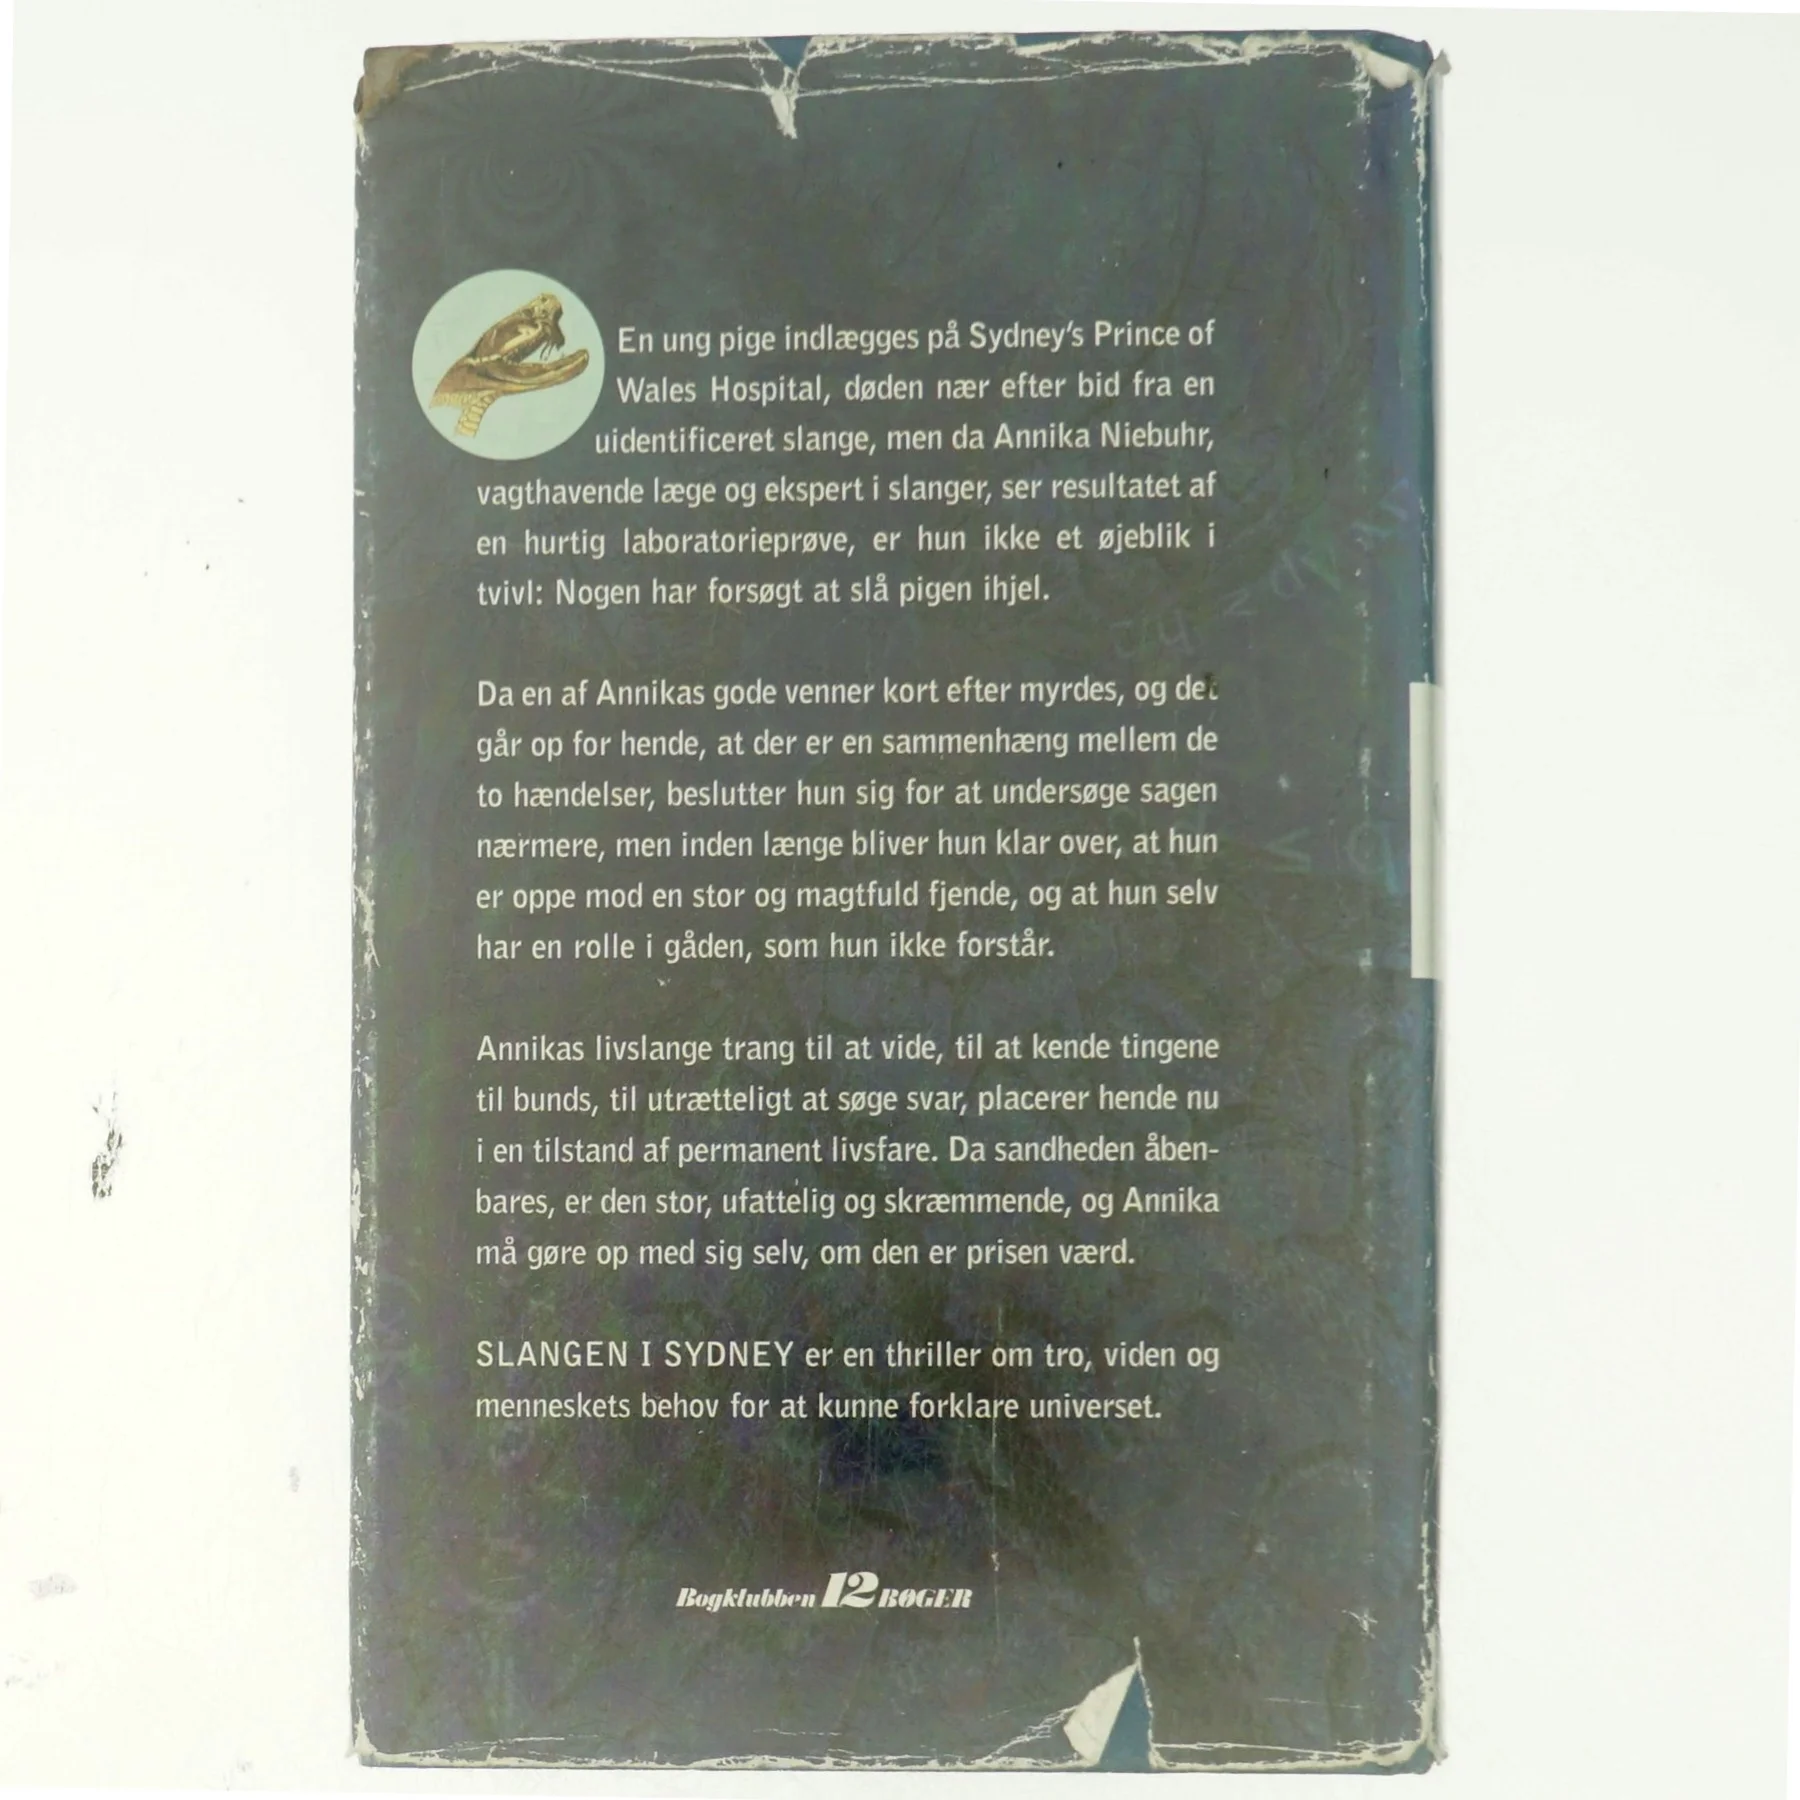 En ung pige indlægges på Sydney's Prince of
Wales Hospital, døden nær efter bid fra en
uidentificeret slange, men da Annika Niebuhr,
vagthavende læge og ekspert i slanger, ser resultatet af
en hurtig laboratorieprøve, er hun ikke et øjeblik i
tvivl: Nogen har forsøgt at slå pigen ihjel.
Da en af Annikas gode venner kort efter myrdes, og det
går op for hende, at der er en sammenhæng mellem de
to hændelser, beslutter hun sig for at undersøge sagen
nærmere, men inden længe bliver hun klar over, at hun
er oppe mod en stor og magtfuld fjende, og at hun selv
har en rolle i gåden, som hun ikke forstår.
Annikas livslange trang til at vide, til at kende tingene
til bunds, til utrætteligt at søge svar, placerer hende nu
i en tilstand af permanent livsfare. Da sandheden åben-
bares, er den stor, ufattelig og skræmmende, og Annika
må gøre op med sig selv, om den er prisen værd.
SLANGEN I SYDNEY er en thriller om tro, viden og
menneskets behov for at kunne forklare universet.
Bogklubben 12 BØGER